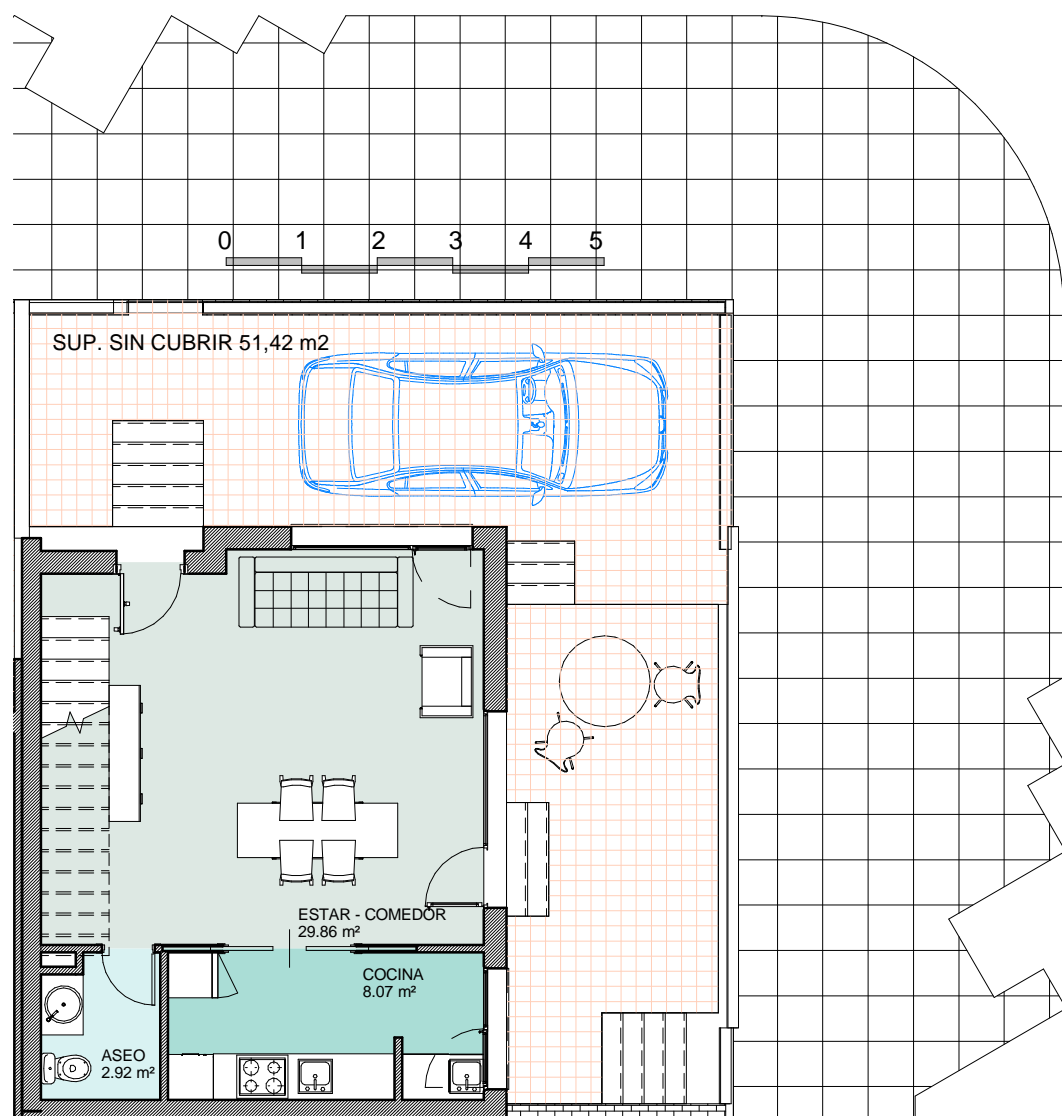 0 1 2 3 4 5
SUP. SIN CUBRIR 51,42 m2
ESTAR - COMEDOR
29.86 m²
COCINA
8.07 m²
ASEO
2.92 m²